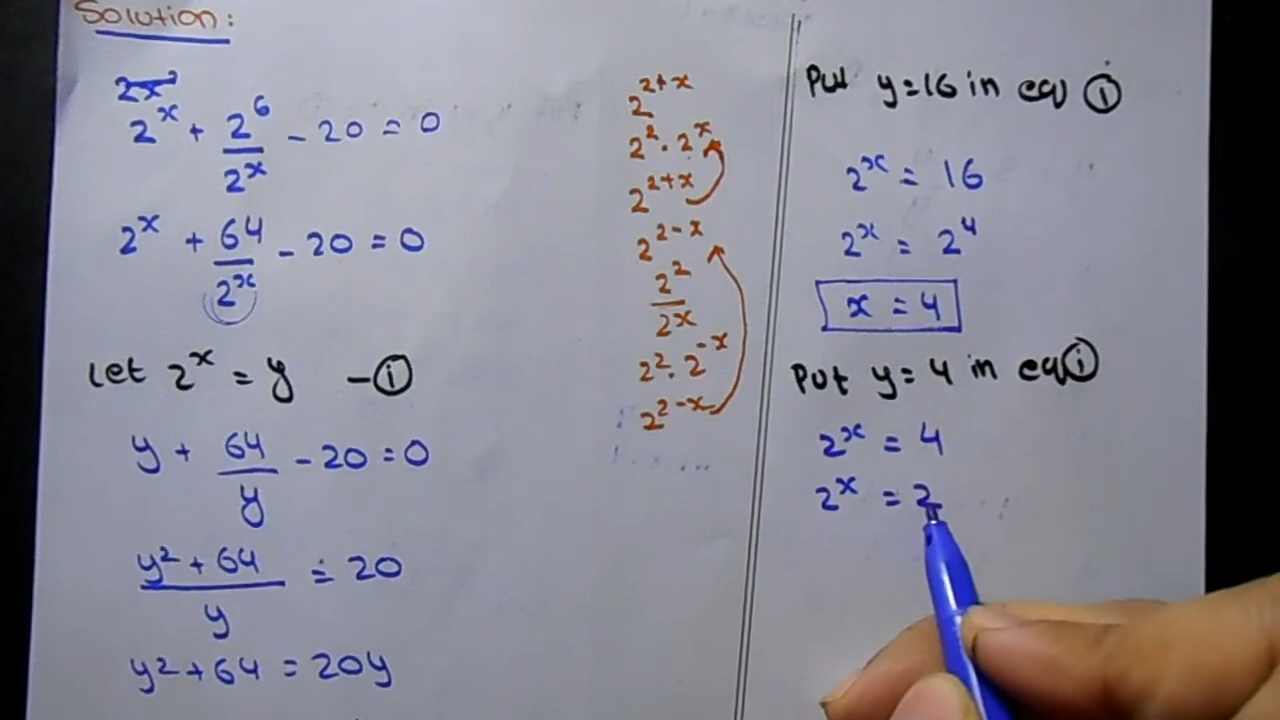 Solution:
2^x + 2^6/2^x - 20 = 0
2^x + 64/2^x - 20 = 0
Let 2^x = y - ①
y + 64/y - 20 = 0
(y² + 64)/y = 20
y² + 64 = 20y
2^(2+x)
2^2 . 2^x
2^(2+x)
2^(2-x)
2^2/2^x
2^2 . 2^-x
2^(2-x)
Put y=16 in eq ①
2^x = 16
2^x = 2^4
x = 4
Put y=4 in eq ①
2^x = 4
2^x = 2